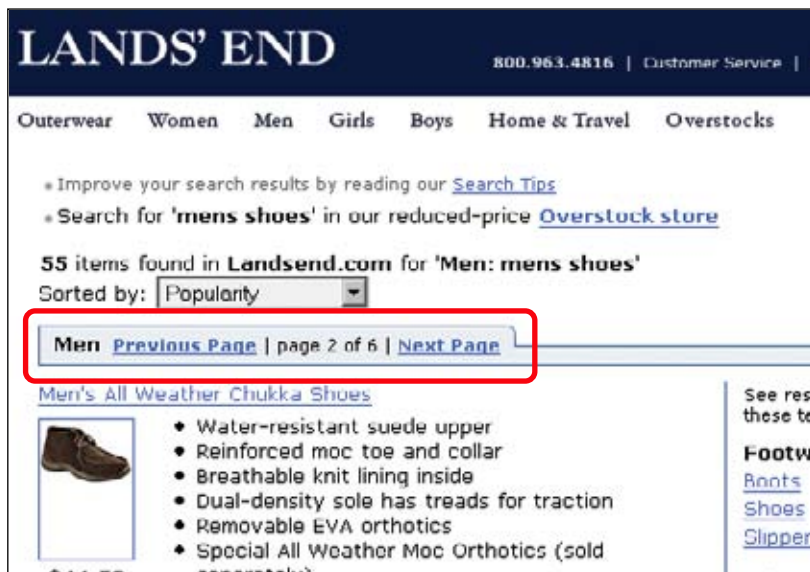 LANDS' END
800.963.4816 | Customer Service |
Outerwear Women Men Girls Boys Home & Travel Overstocks
Improve your search results by reading our Search Tips
Search for 'mens shoes' in our reduced-price Overstock store
55 items found in Landsend.com for 'Men: mens shoes'
Sorted by: Popularity
Men Previous Page | page 2 of 6 | Next Page
Men's All Weather Chukka Shoes
• Water-resistant suede upper
• Reinforced moc toe and collar
• Breathable knit lining inside
• Dual-density sole has treads for traction
• Removable EVA orthotics
• Special All Weather Moc Orthotics (sold
separately)
See res
these te
Footw
Boots
Shoes
Slipper